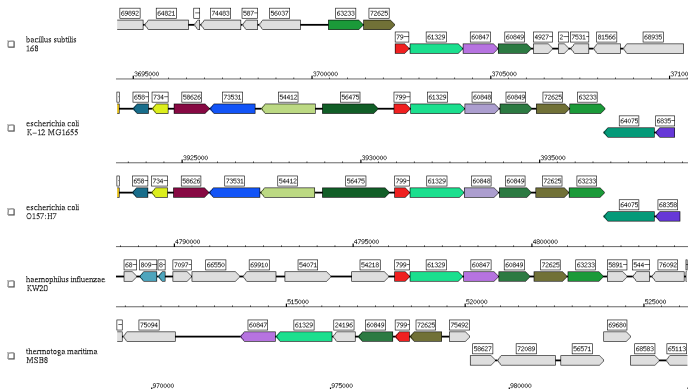 69892 64821 74483 587- 56037 63233 72625
79- 61329 60847 60849 4927- 2- 7531- 81566 68935
bacillus subtilis
168
3695000 3700000 3705000 3710
658- 734- 58626 73531 54412 56475 799- 61329 60848 60849 72625 63233
64075 6835-
escherichia coli
K-12 MG1655
3925000 3930000 3935000
658- 734- 58626 73531 54412 56475 799- 61329 60848 60849 72625 63233
64075 68358
escherichia coli
O157:H7
4790000 4795000 4800000
68- 809- 8- 7097- 66550 69910 54071 54218 799- 61329 60847 60849 72625 63233 5891- 544- 76092
haemophilus influenzae
KW20
515000 520000 525000
75094 60847 61329 24196 60849 799- 72625 75492 69680
58627 72089 56571 68583 65113
thermotoga maritima
MSB8
970000 975000 980000